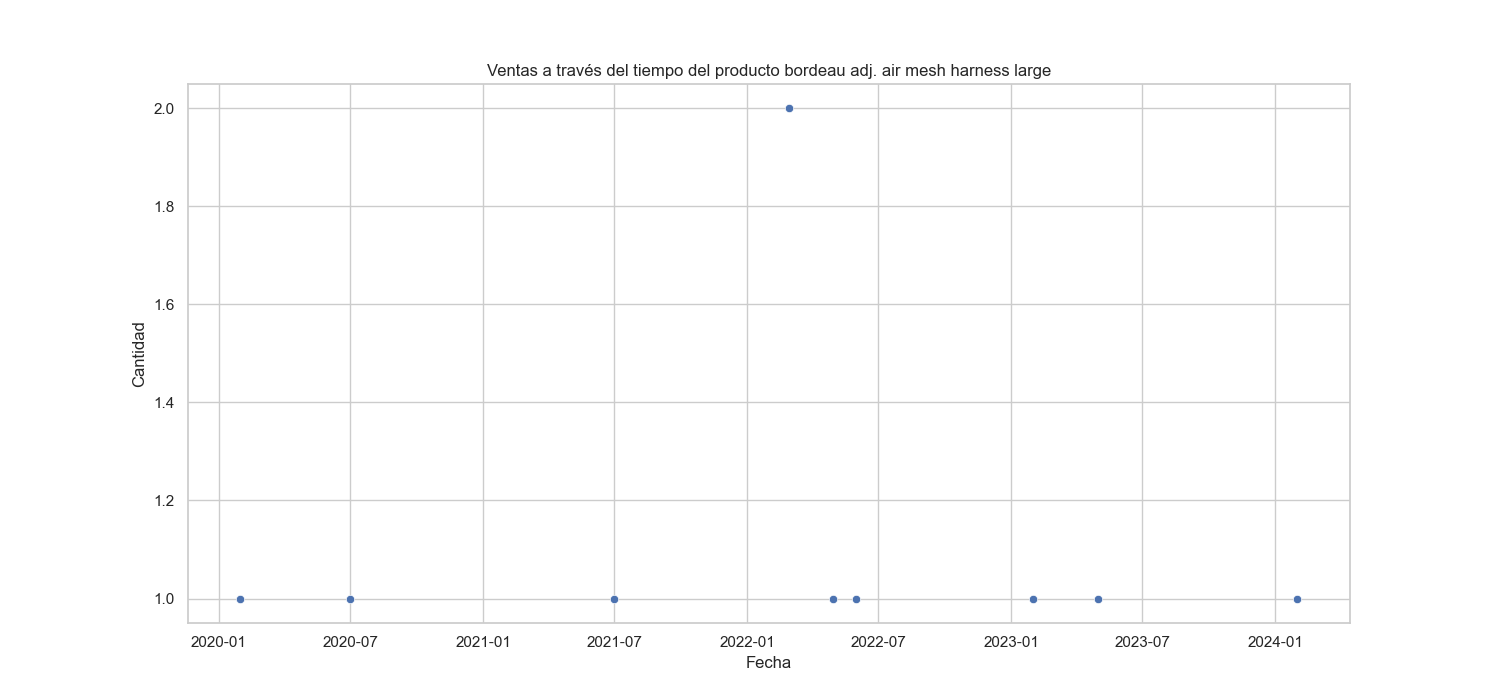 Ventas a través del tiempo del producto bordeau adj. air mesh harness large
2.0
1.8
1.6
1.4
1.2
1.0
Cantidad
2020-01 2020-07 2021-01 2021-07 2022-01 2022-07 2023-01 2023-07 2024-01
Fecha